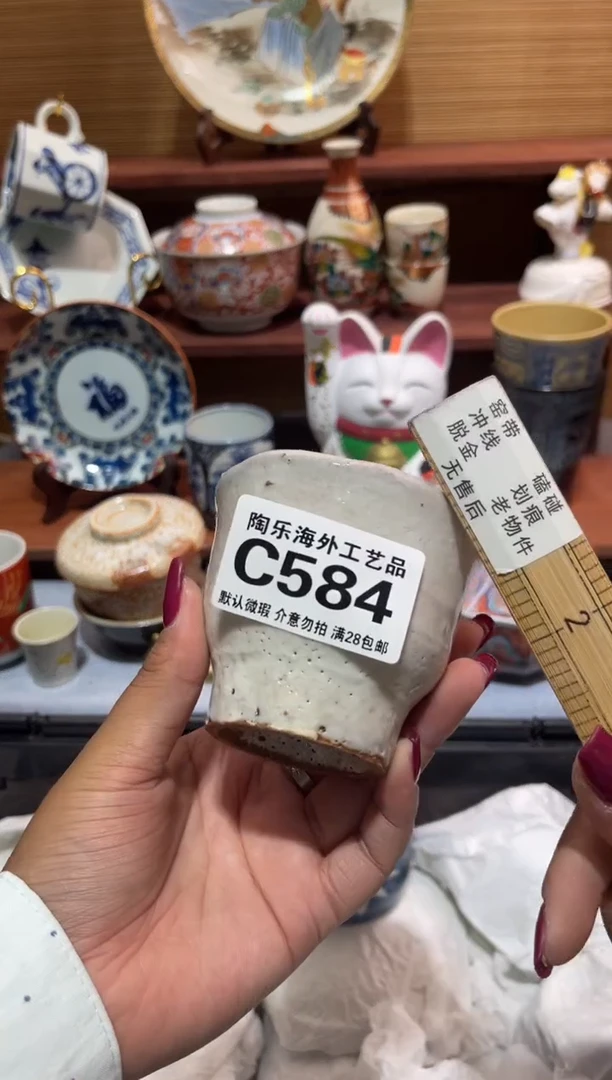 陶乐海外工艺品
C584
默认微瑕 介意勿拍 满28包邮
窑带 磕碰
冲线 划痕
脱金 老物件
无售后
2
福